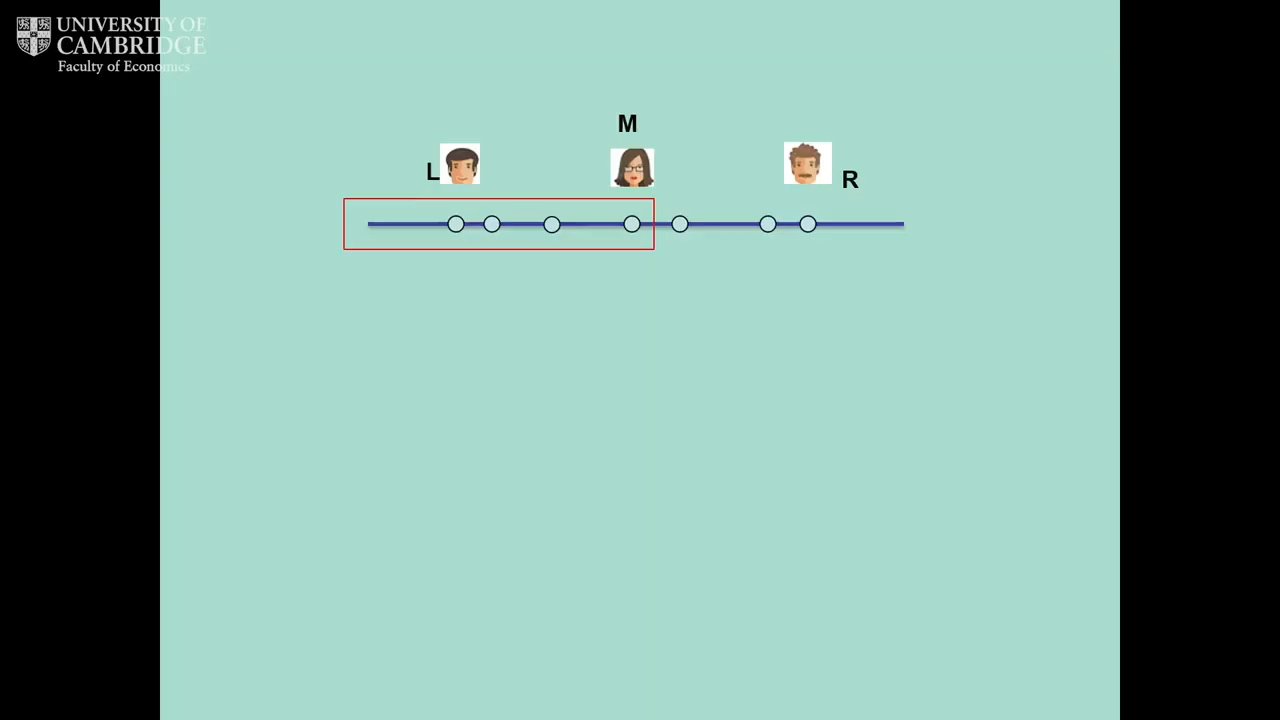 UNIVERSITY OF
CAMBRIDGE
Faculty of Economics
M
L
R